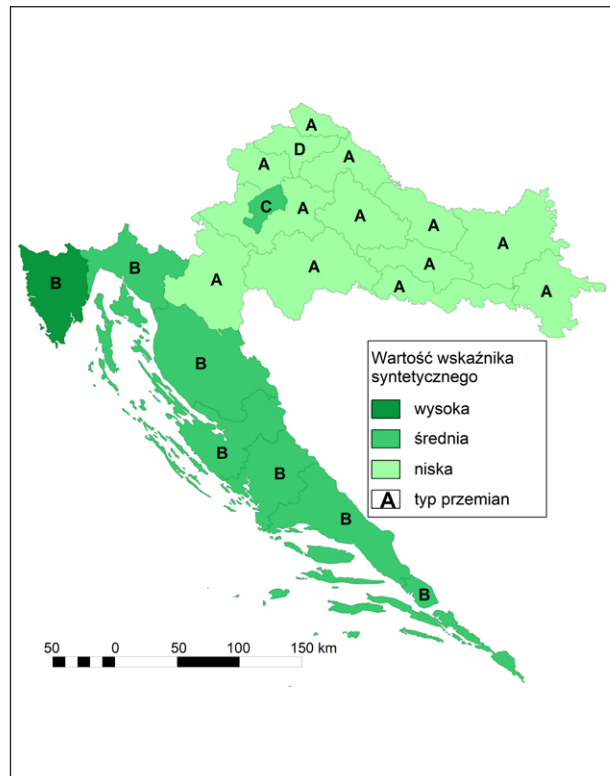 A
D
A
A
C
A
A
A
A
B
B
A
A
A
A
A
B
Wartość wskaźnika
syntetycznego
wysoka
średnia
niska
A typ przemian
B
B
B
B
50 0 50 100 150 km